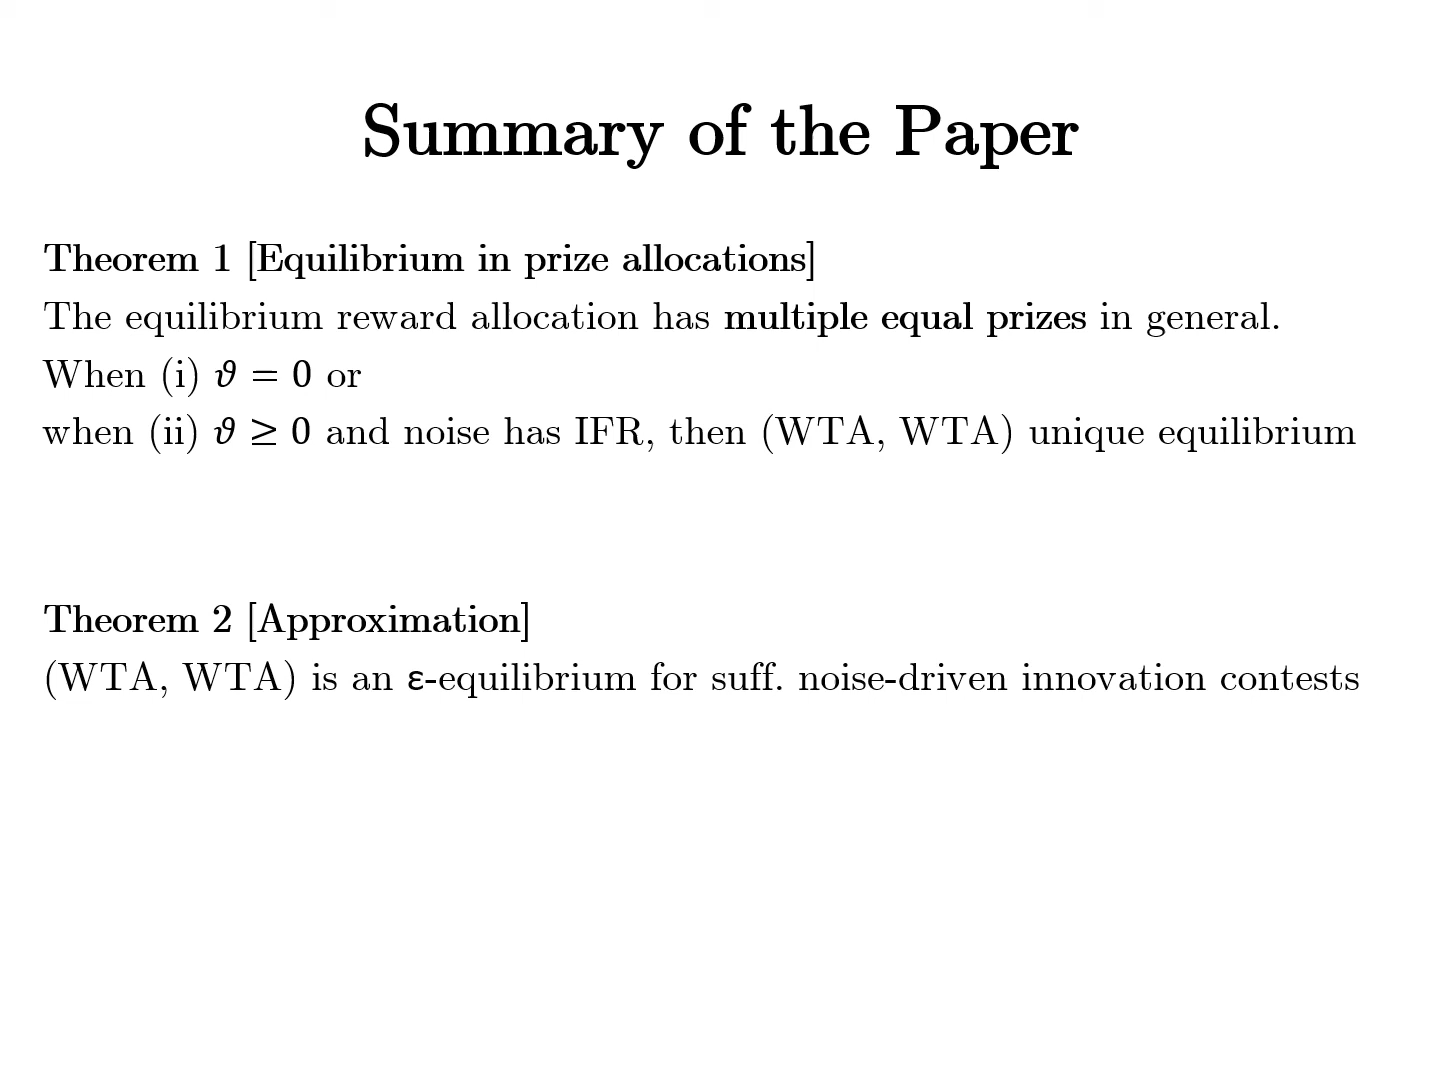 Summary of the Paper
Theorem 1 [Equilibrium in prize allocations]
The equilibrium reward allocation has multiple equal prizes in general.
When (i) ϑ = 0 or
when (ii) ϑ ≥ 0 and noise has IFR, then (WTA, WTA) unique equilibrium
Theorem 2 [Approximation]
(WTA, WTA) is an ε-equilibrium for suff. noise-driven innovation contests